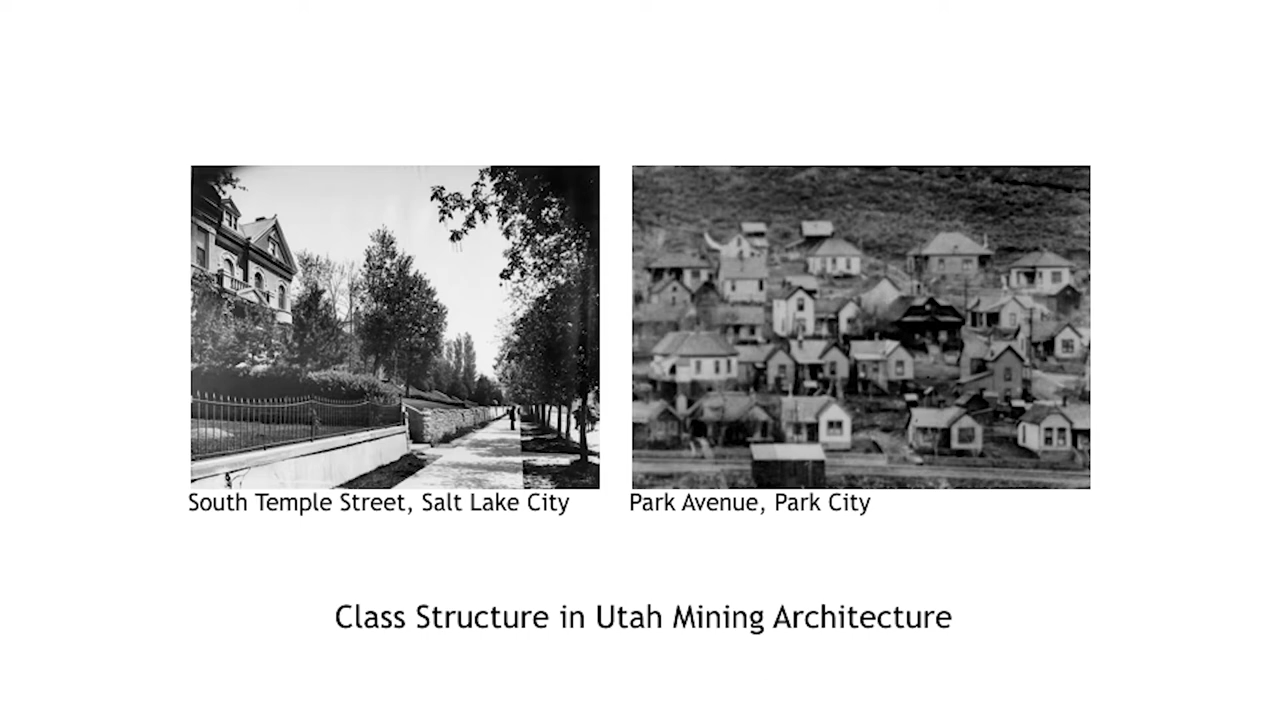 South Temple Street, Salt Lake City
Park Avenue, Park City
Class Structure in Utah Mining Architecture